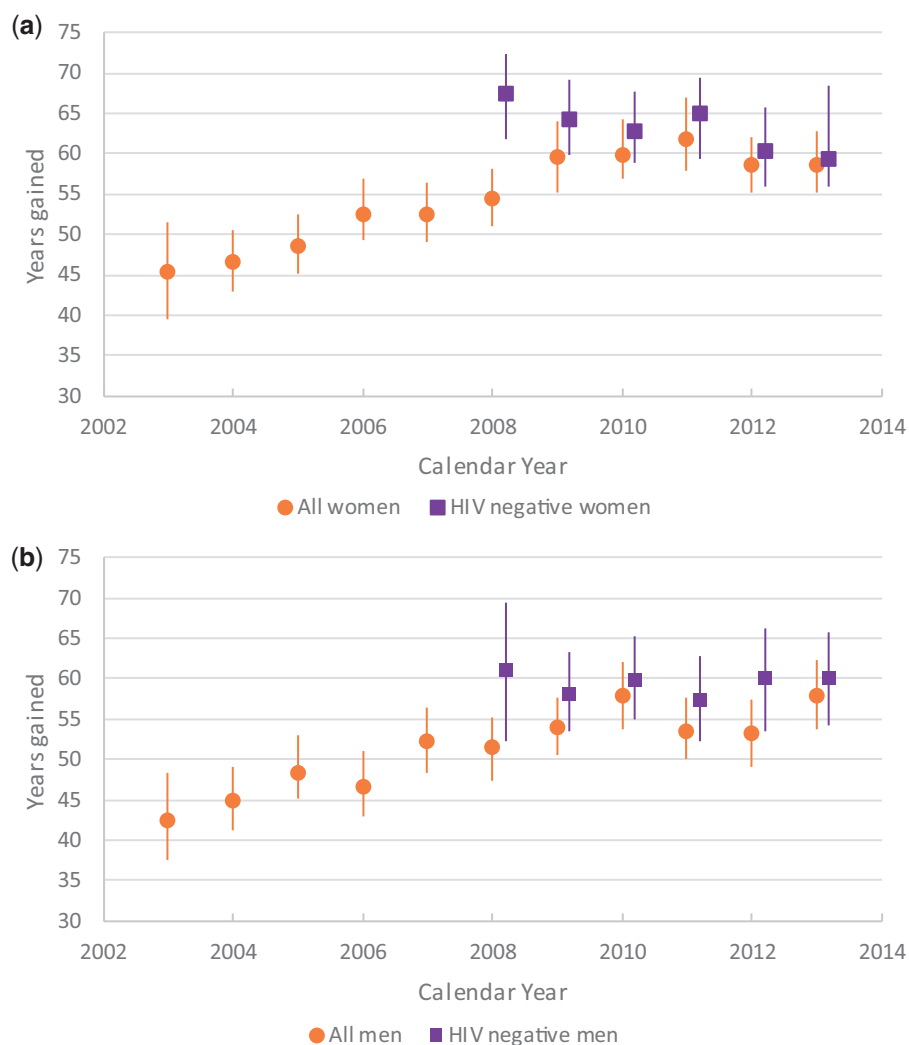 (a)
75
70
65
60
55
50
45
40
35
30
Years gained
2002 2004 2006 2008 2010 2012 2014
Calendar Year
All women HIV negative women
(b)
75
70
65
60
55
50
45
40
35
30
Years gained
2002 2004 2006 2008 2010 2012 2014
Calendar Year
All men HIV negative men